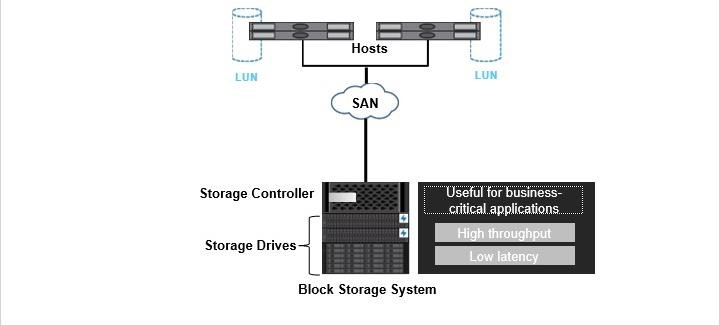 Hosts
LUN
LUN
SAN
Storage Controller
Useful for business-
critical applications
High throughput
Storage Drives
Low latency
Block Storage System